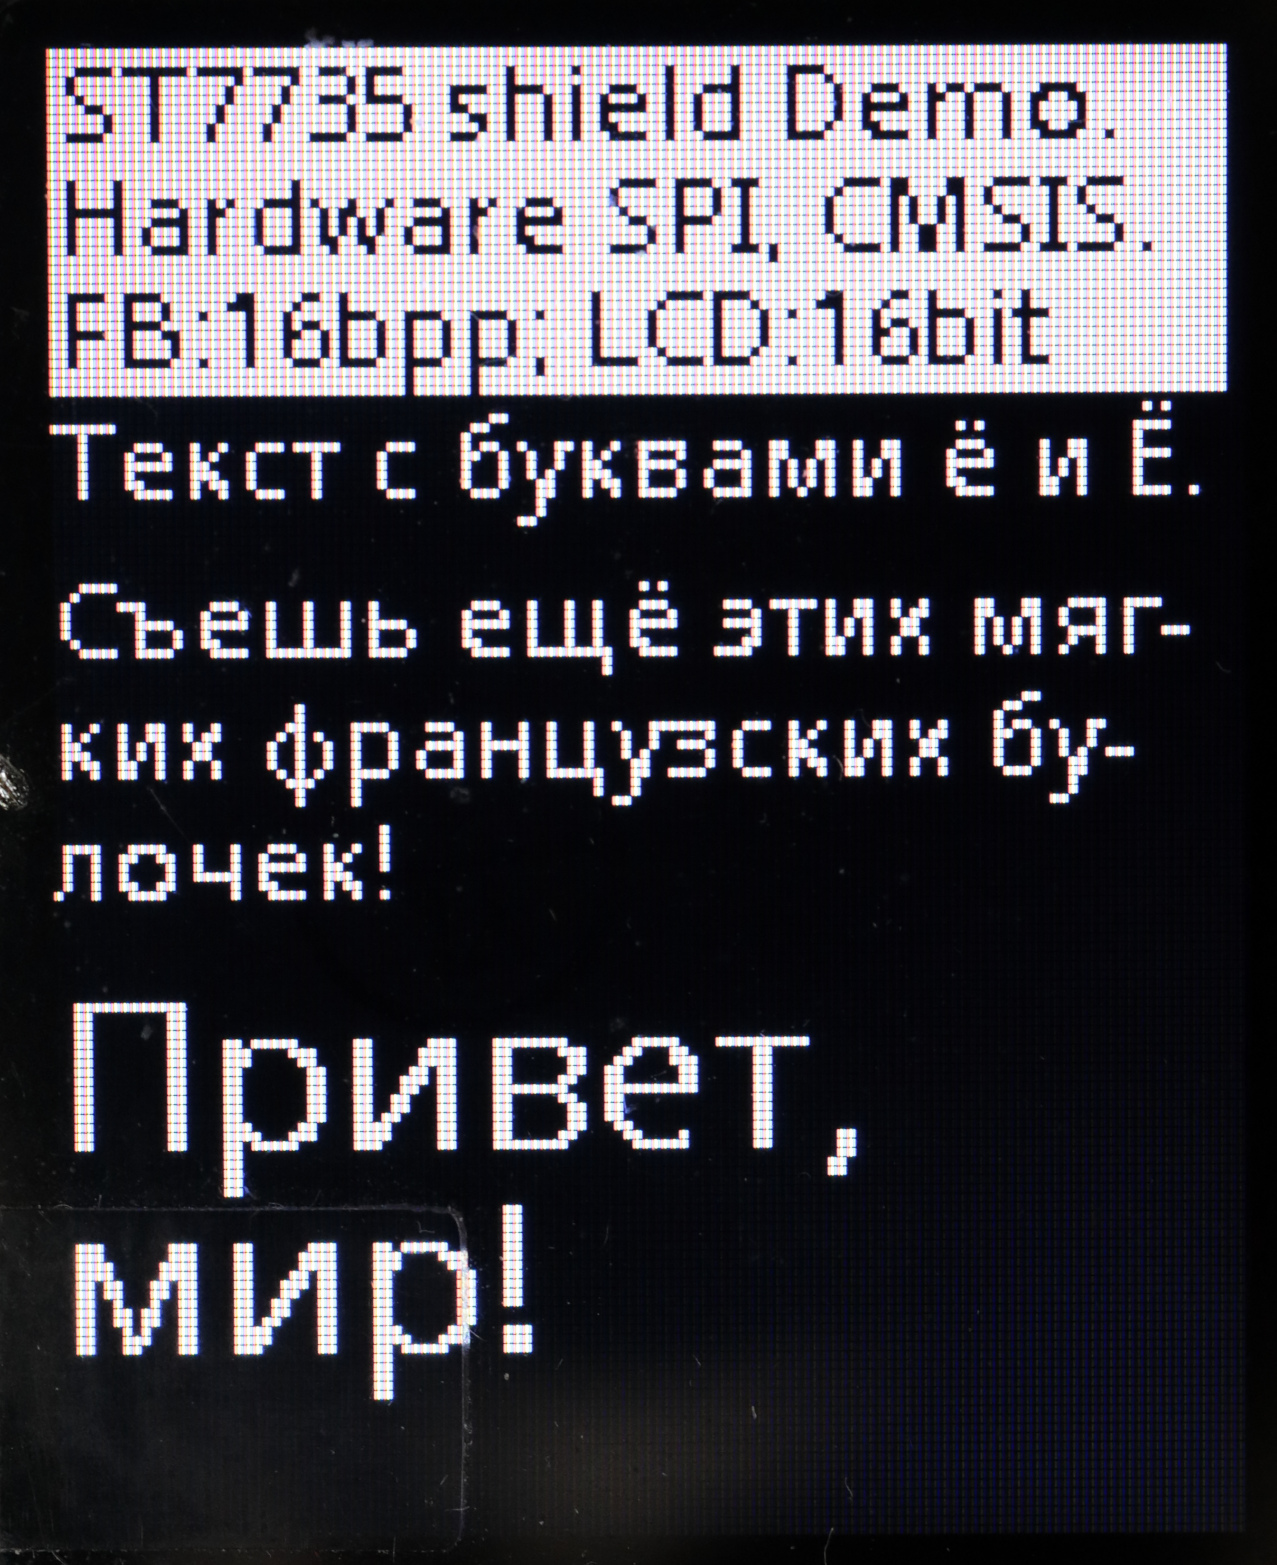 ST7735 shield Demo.
Hardware SPI, CMSIS.
FB:16bpp; LCD:16bit
Текст с буквами ё и Ё.
Съешь ещё этих мяг-
ких французских бу-
лочек!
Привет,
мир!